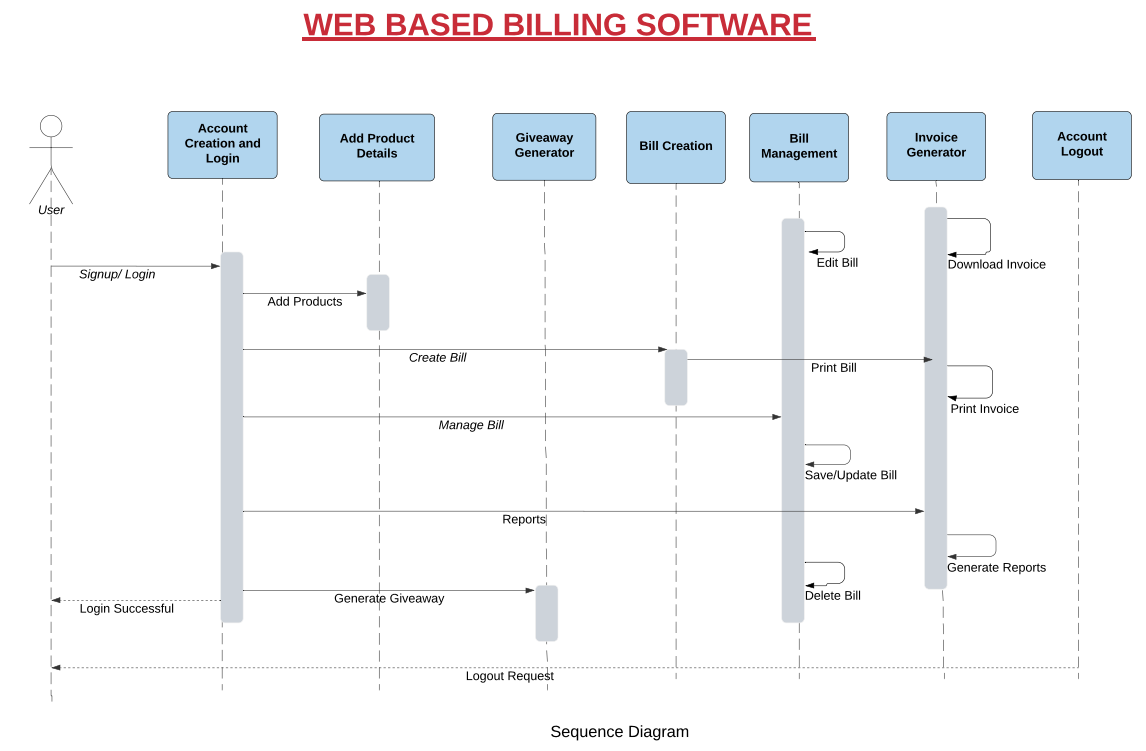 WEB BASED BILLING SOFTWARE
Account
Creation and
Login
Add Product
Details
Giveaway
Generator
Bill Creation
Bill
Management
Invoice
Generator
Account
Logout
User
Signup/ Login
Edit Bill
Download Invoice
Add Products
Create Bill
Print Bill
Print Invoice
Manage Bill
Save/Update Bill
Reports
Generate Reports
Generate Giveaway
Delete Bill
Login Successful
Logout Request
Sequence Diagram